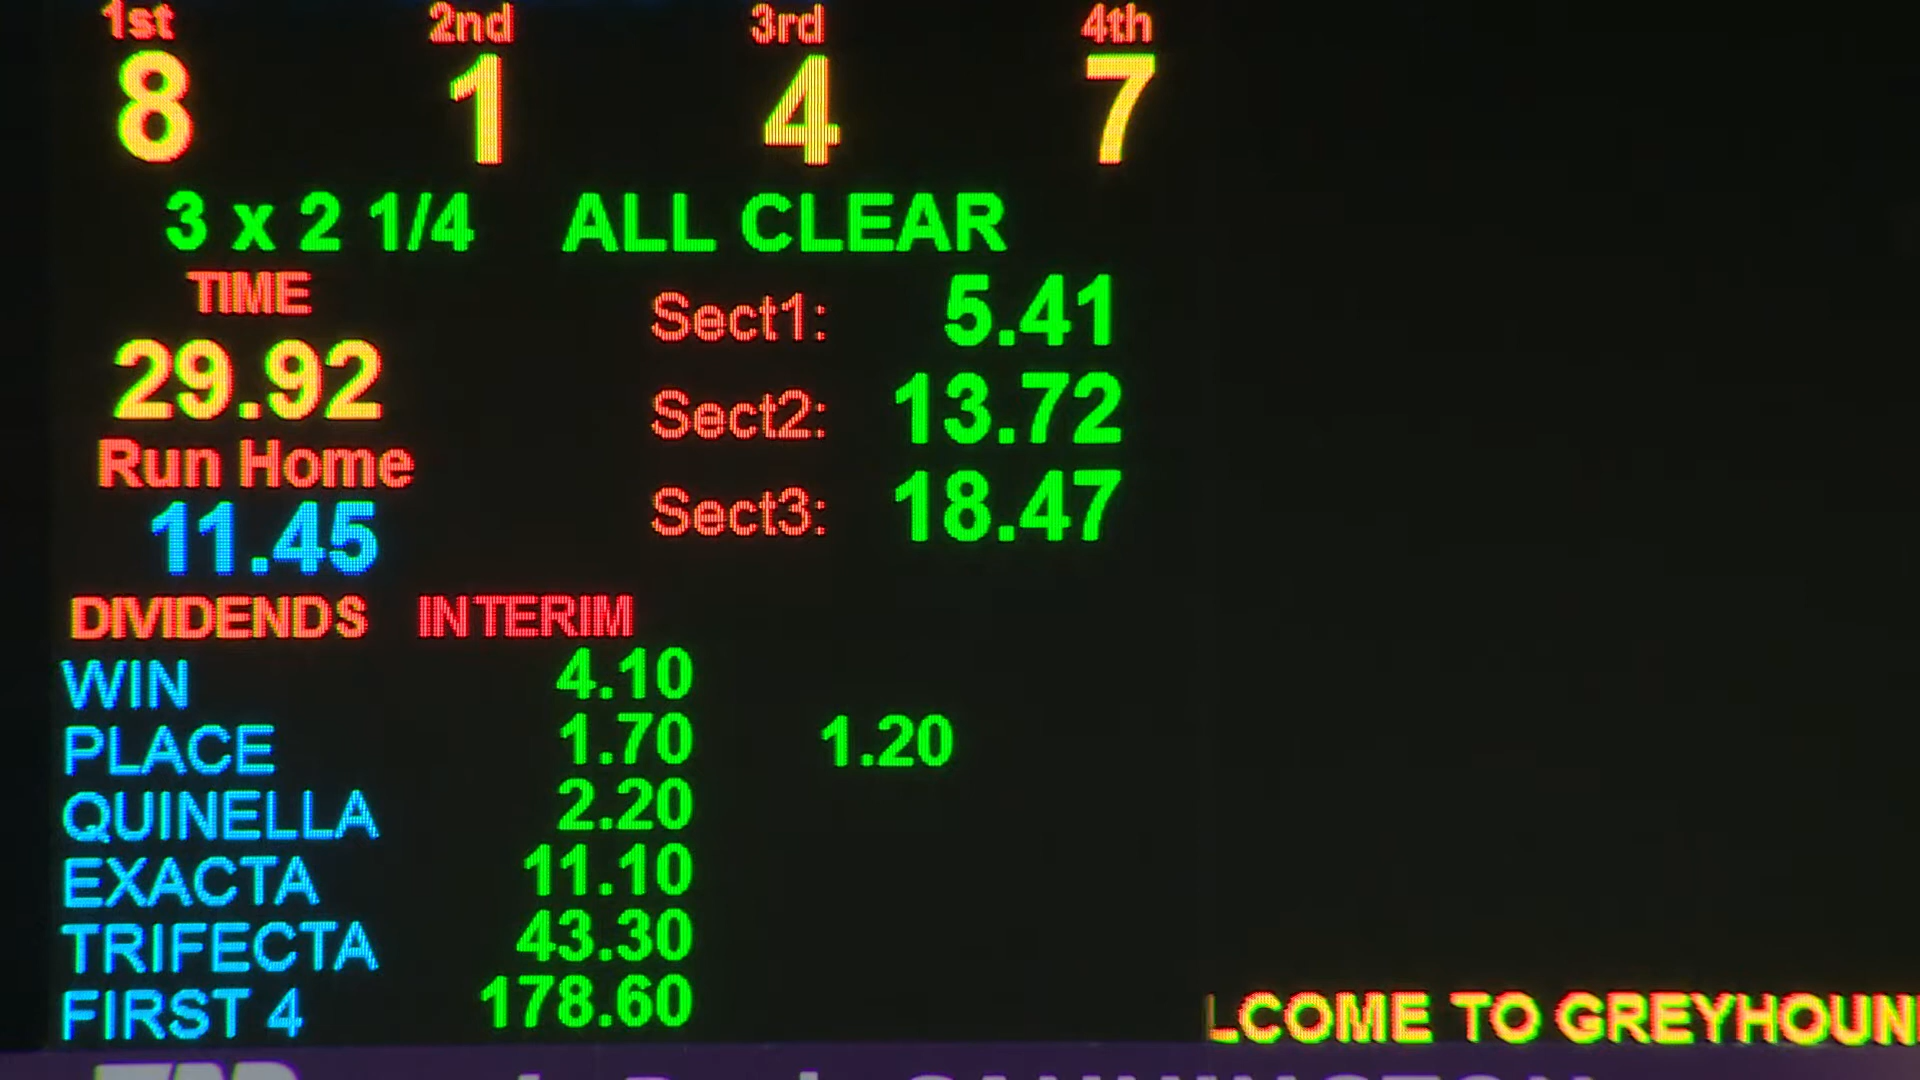 1st 2nd 3rd 4th
8 1 4 7
3 x 2 1/4 ALL CLEAR
TIME
29.92
Run Home
11.45
Sect1: 5.41
Sect2: 13.72
Sect3: 18.47
DIVIDENDS INTERIM
WIN 4.10
PLACE 1.70 1.20
QUINELLA 2.20
EXACTA 11.10
TRIFECTA 43.30
FIRST 4 178.60
LCOME TO GREYHOUN